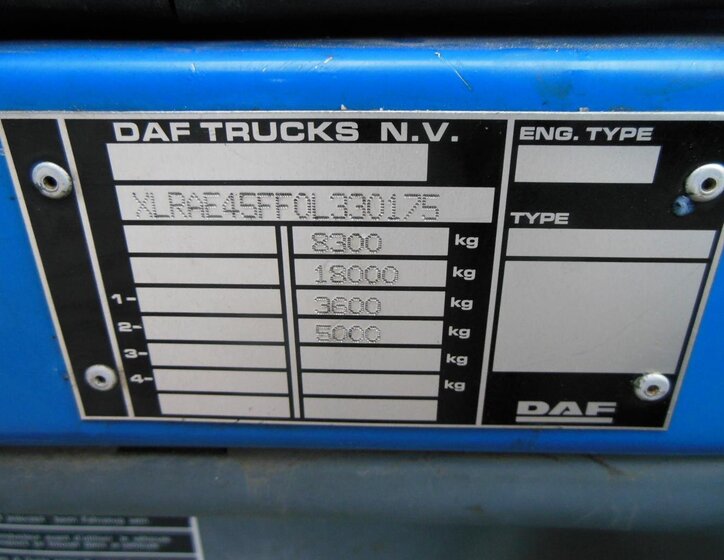 DAF TRUCKS N.V.
XLRAE45FF0L330175
8300 kg
18000 kg
1- 3600 kg
2- 5000 kg
3- kg
4- kg
ENG. TYPE
TYPE
DAF